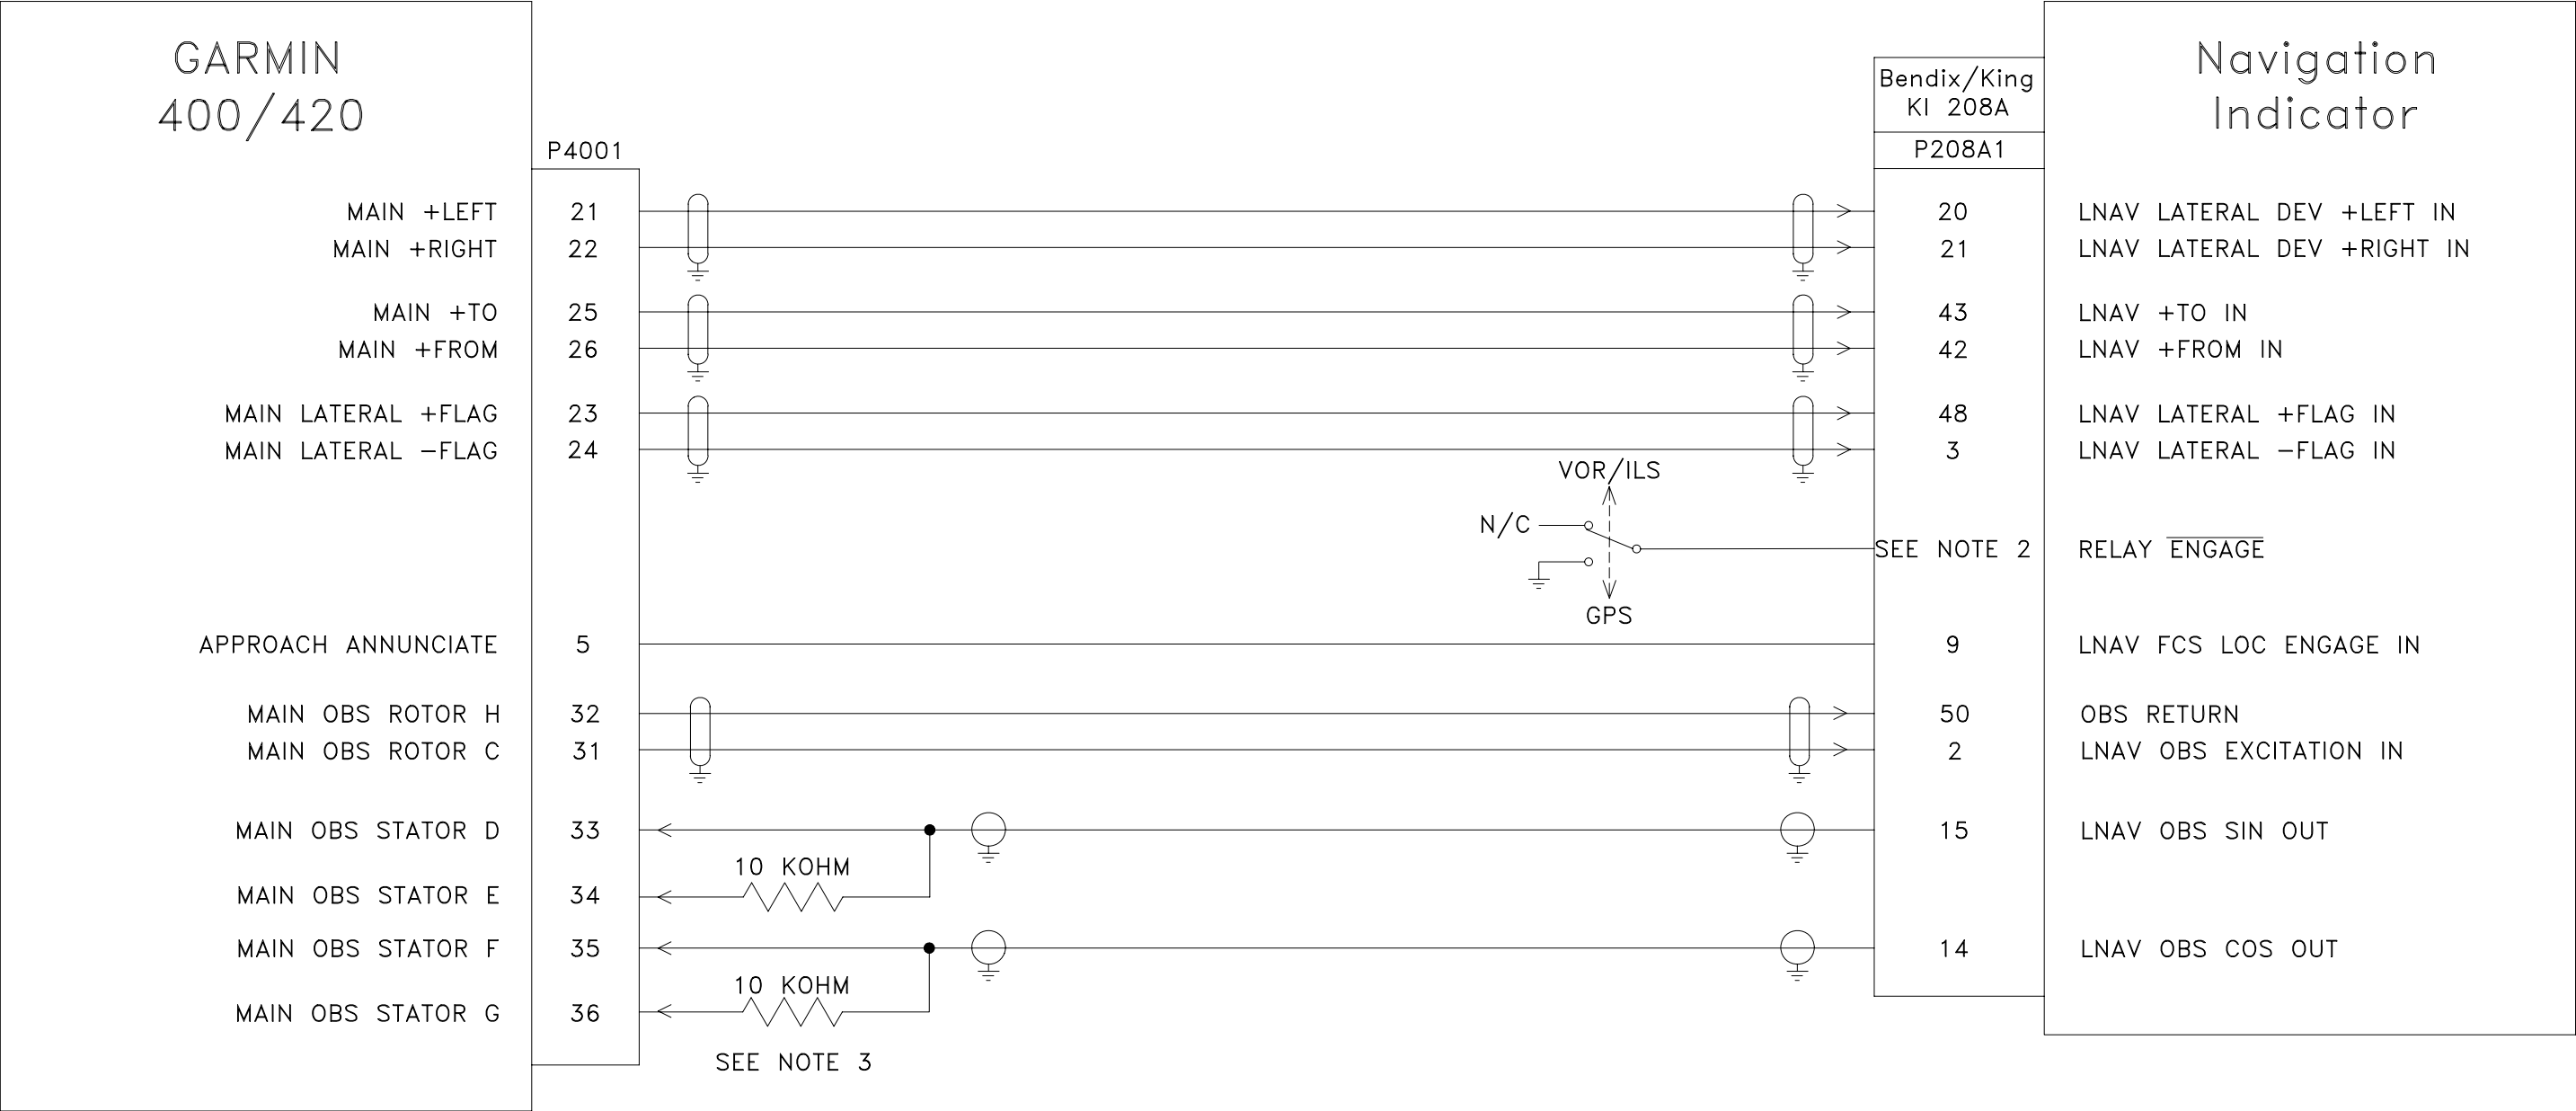 GARMIN
400/420
P4001
Bendix/King
KI 208A
P208A1
Navigation
Indicator
MAIN +LEFT 21 20 LNAV LATERAL DEV +LEFT IN
MAIN +RIGHT 22 21 LNAV LATERAL DEV +RIGHT IN
MAIN +TO 25 43 LNAV +TO IN
MAIN +FROM 26 42 LNAV +FROM IN
MAIN LATERAL +FLAG 23 48 LNAV LATERAL +FLAG IN
MAIN LATERAL −FLAG 24 3 LNAV LATERAL −FLAG IN
VOR/ILS
N/C
SEE NOTE 2 RELAY ENGAGE
GPS
APPROACH ANNUNCIATE 5 9 LNAV FCS LOC ENGAGE IN
MAIN OBS ROTOR H 32 50 OBS RETURN
MAIN OBS ROTOR C 31 2 LNAV OBS EXCITATION IN
MAIN OBS STATOR D 33 15 LNAV OBS SIN OUT
10 KOHM
MAIN OBS STATOR E 34
MAIN OBS STATOR F 35 14 LNAV OBS COS OUT
10 KOHM
MAIN OBS STATOR G 36
SEE NOTE 3